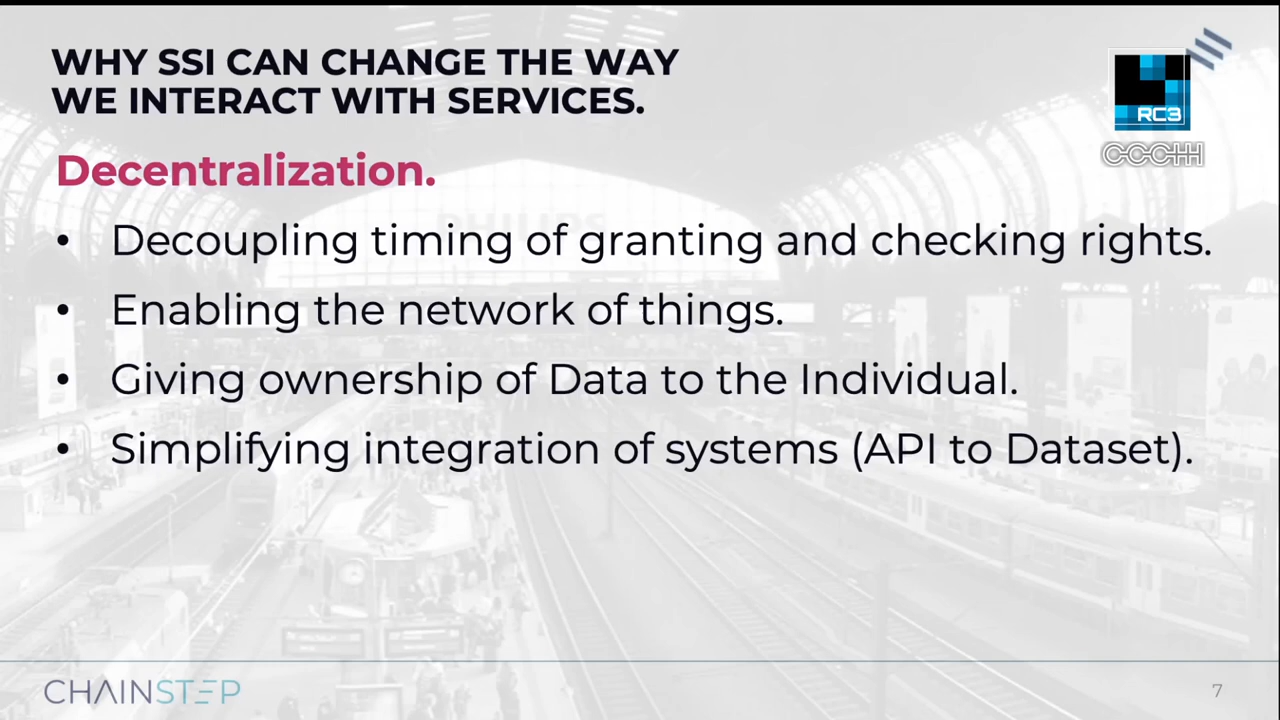 WHY SSI CAN CHANGE THE WAY
WE INTERACT WITH SERVICES.
RC3
CCCHH
Decentralization.
PHILIPS
• Decoupling timing of granting and checking rights.
• Enabling the network of things.
• Giving ownership of Data to the Individual.
• Simplifying integration of systems (API to Dataset).
CHAINSTEP
7